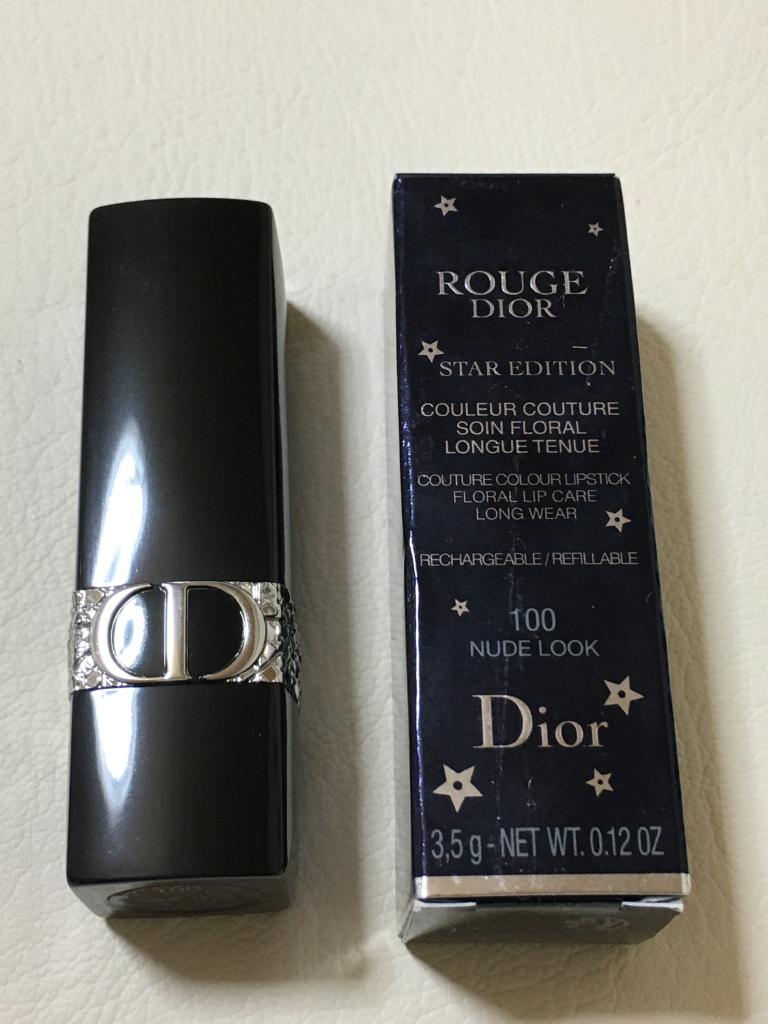 CD
ROUGE
DIOR
STAR EDITION
COULEUR COUTURE
SOIN FLORAL
LONGUE TENUE
COUTURE COLOUR LIPSTICK
FLORAL LIP CARE
LONG WEAR
RECHARGEABLE/REFILLABLE
100
NUDE LOOK
Dior
3,5 g - NET WT. 0.12 OZ